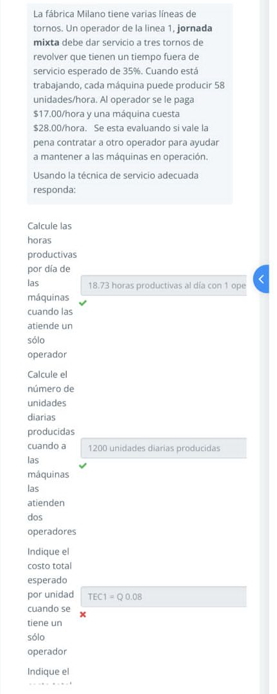 La fábrica Milano tiene varias líneas de
tornos. Un operador de la linea 1, jornada
mixta debe dar servicio a tres tornos de
revolver que tienen un tiempo fuera de
servicio esperado de 35%. Cuando está
trabajando, cada máquina puede producir 58
unidades/hora. Al operador se le paga
$17.00/hora y una máquina cuesta
$28.00/hora. Se esta evaluando si vale la
pena contratar a otro operador para ayudar
a mantener a las máquinas en operación.
Usando la técnica de servicio adecuada
responda:
Calcule las
horas
productivas
por día de
las
máquinas
cuando las
atiende un
sólo
operador
18.73 horas productivas al día con 1 ope
Calcule el
número de
unidades
diarias
producidas
cuando a
las
máquinas
las
atienden
dos
operadores
1200 unidades diarias producidas
Indique el
costo total
esperado
por unidad
cuando se
tiene un
sólo
operador
TEC1 = Q 0.08
Indique el